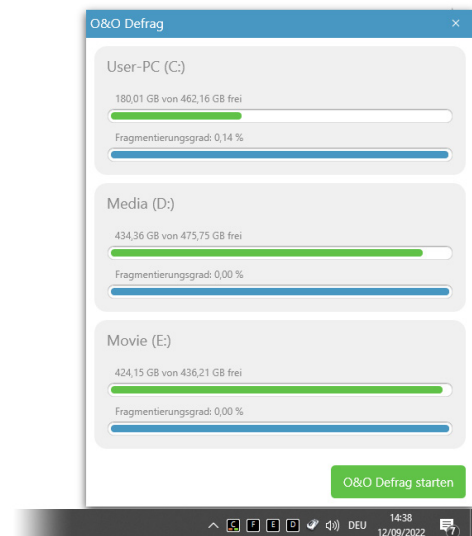 O&O Defrag
User-PC (C:)
180,01 GB von 462,16 GB frei
Fragmentierungsgrad: 0,14 %
Media (D:)
434,36 GB von 475,75 GB frei
Fragmentierungsgrad: 0,00 %
Movie (E:)
424,15 GB von 436,21 GB frei
Fragmentierungsgrad: 0,00 %
O&O Defrag starten
C F E D DEU 14:38
12/09/2022 7